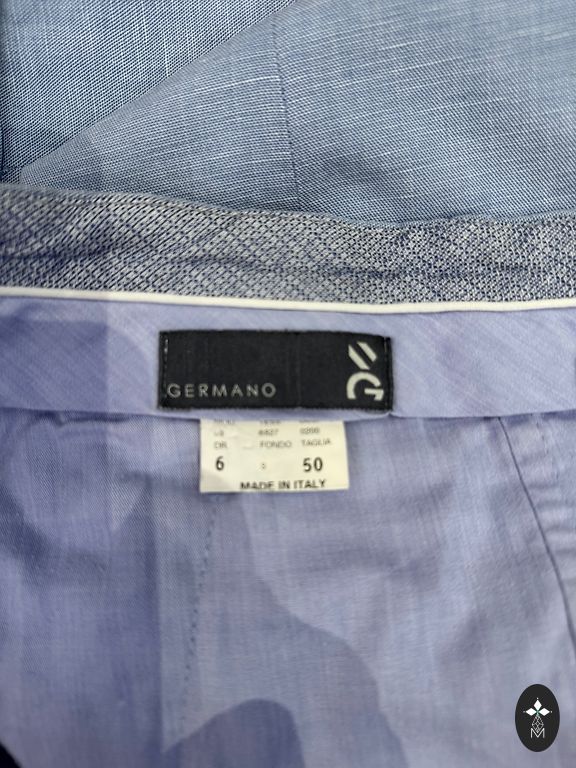 GERMANO
G
DR. FONDO TAGLIA
6 50
MADE IN ITALY
M